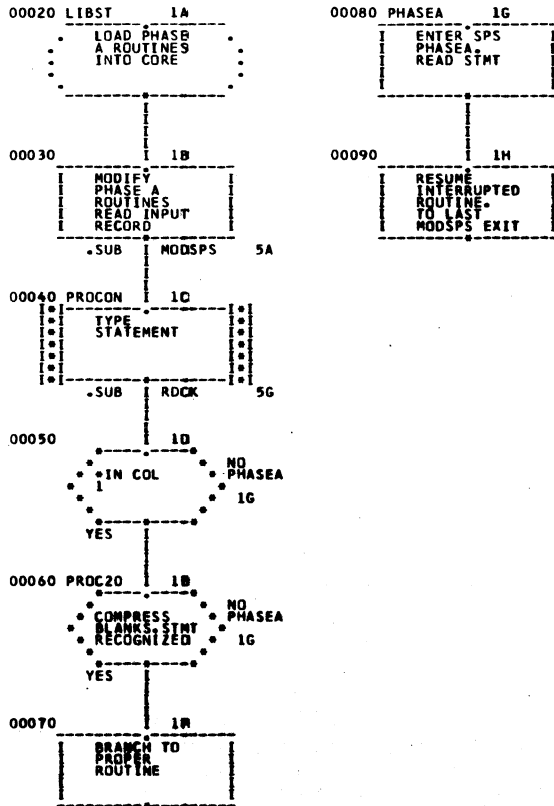 00020 LIBST 1A
LOAD PHASE
A ROUTINES
INTO CORE
00030 1B
MODIFY
PHASE A
ROUTINES
READ INPUT
RECORD
.SUB MODSPS 5A
00040 PROCON 1C
TYPE
STATEMENT
.SUB RDCK 5G
00050 1D
*IN COL
1
NO
PHASEA
1G
YES
00060 PROC20 1E
COMPRESS
BLANKS.STMT
RECOGNIZED
NO
PHASEA
1G
YES
00070 1F
BRANCH TO
PROPER
ROUTINE
00080 PHASEA 1G
ENTER SPS
PHASEA.
READ STMT
00090 1H
RESUME
INTERRUPTED
ROUTINE.
TO LAST
MODSPS EXIT